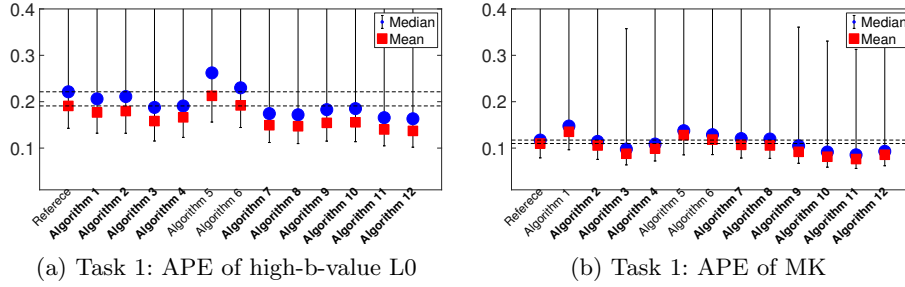 0.4
0.3
0.2
0.1
Median
Mean
Referece
Algorithm 1
Algorithm 2
Algorithm 3
Algorithm 4
Algorithm 5
Algorithm 6
Algorithm 7
Algorithm 8
Algorithm 9
Algorithm 10
Algorithm 11
Algorithm 12
(a) Task 1: APE of high-b-value L0
0.4
0.3
0.2
0.1
Median
Mean
Referece
Algorithm 1
Algorithm 2
Algorithm 3
Algorithm 4
Algorithm 5
Algorithm 6
Algorithm 7
Algorithm 8
Algorithm 9
Algorithm 10
Algorithm 11
Algorithm 12
(b) Task 1: APE of MK